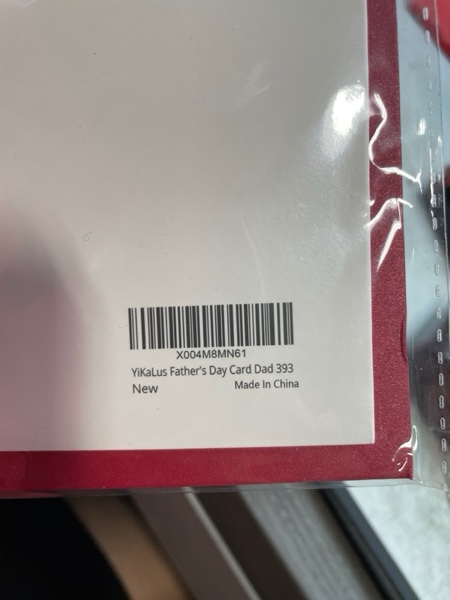 X004M8MN61
YiKaLus Father's Day Card Dad 393
New
Made In China